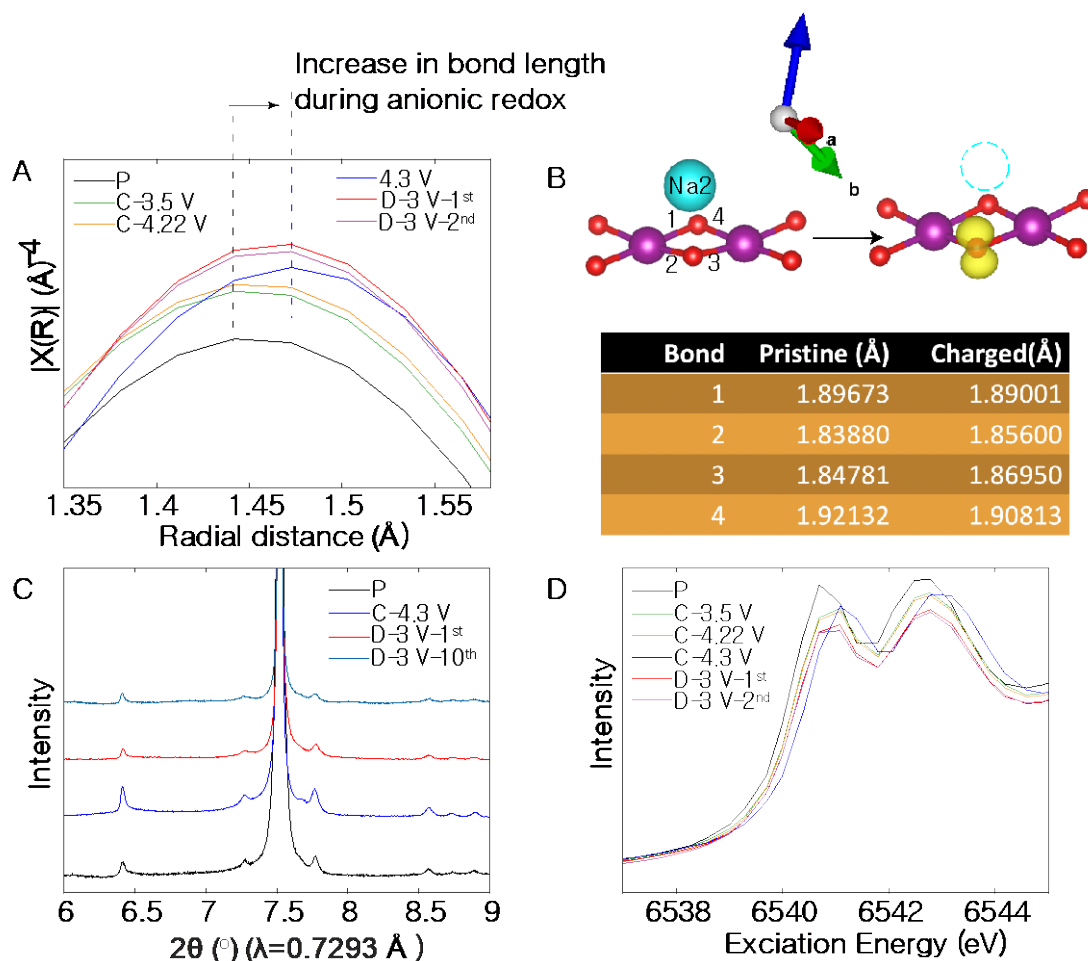 Increase in bond length
during anionic redox
A
P
C-3.5 V
C-4.22 V
4.3 V
D-3 V-1st
D-3 V-2nd
|X(R)| (Å)⁻⁴
1.35 1.4 1.45 1.5 1.55
Radial distance (Å)
B
a
b
Na2
1 4
2 3
Bond Pristine (Å) Charged(Å)
1 1.89673 1.89001
2 1.83880 1.85600
3 1.84781 1.86950
4 1.92132 1.90813
C
P
C-4.3 V
D-3 V-1st
D-3 V-10th
Intensity
6 6.5 7 7.5 8 8.5 9
2θ (°) (λ=0.7293 Å)
D
P
C-3.5 V
C-4.22 V
C-4.3 V
D-3 V-1st
D-3 V-2nd
Intensity
6538 6540 6542 6544
Exciation Energy (eV)